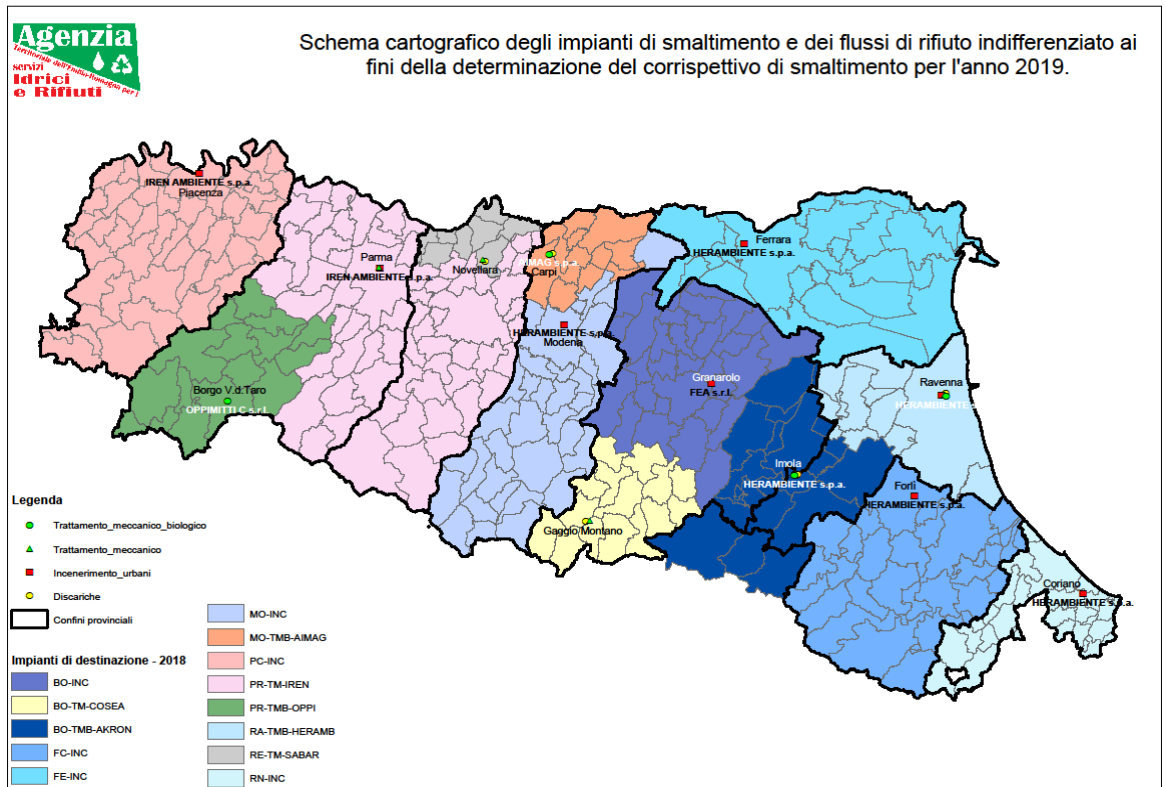 Agenzia
Territoriale dell'Emilia-Romagna per i
servizi
Idrici
e Rifiuti
Schema cartografico degli impianti di smaltimento e dei flussi di rifiuto indifferenziato ai
fini della determinazione del corrispettivo di smaltimento per l'anno 2019.
IREN AMBIENTE s.p.a.
Piacenza
Parma
IREN AMBIENTE s.p.a.
Novellara
AIMAG s.p.a.
Carpi
Ferrara
HERAMBIENTE s.p.a.
HERAMBIENTE s.p.a.
Modena
Borgo V.d.Taro
OPPIMITTI C s.r.l.
Granarolo
FEA s.r.l.
Ravenna
HERAMBIENTE s.
Imola
HERAMBIENTE s.p.a.
Forlì
HERAMBIENTE s.p.a.
Gaggio Montano
Coriano
HERAMBIENTE s.p.a.
Legenda
Trattamento_meccanico_biologico
Trattamento_meccanico
Incenerimento_urbani
Discariche
Confini provinciali
Impianti di destinazione - 2018
BO-INC
BO-TM-COSEA
BO-TMB-AKRON
FC-INC
FE-INC
MO-INC
MO-TMB-AIMAG
PC-INC
PR-TM-IREN
PR-TMB-OPPI
RA-TMB-HERAMB
RE-TM-SABAR
RN-INC